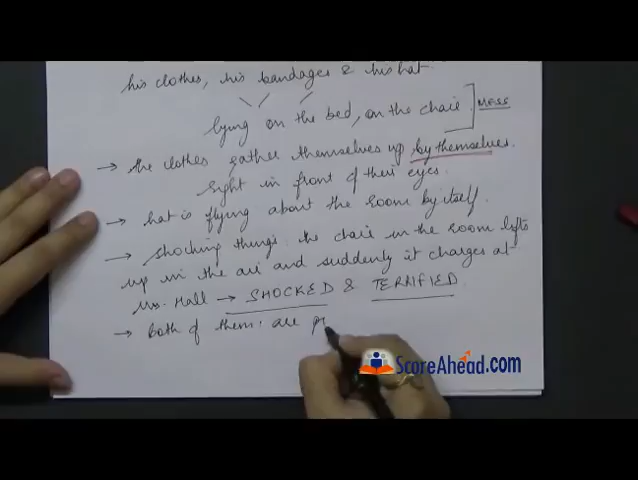 his clothes, his bandages & his hat
lying on the bed, on the chair. MESS
→ the clothes gather themselves up by themselves.
right in front of their eyes.
→ hat is flying about the room by itself.
→ shocking things. the chair in the room lifts
up in the air and suddenly it charges at
Mrs. Hall → SHOCKED & TERRIFIED.
→ Both of them. are p
ScoreAhead.com